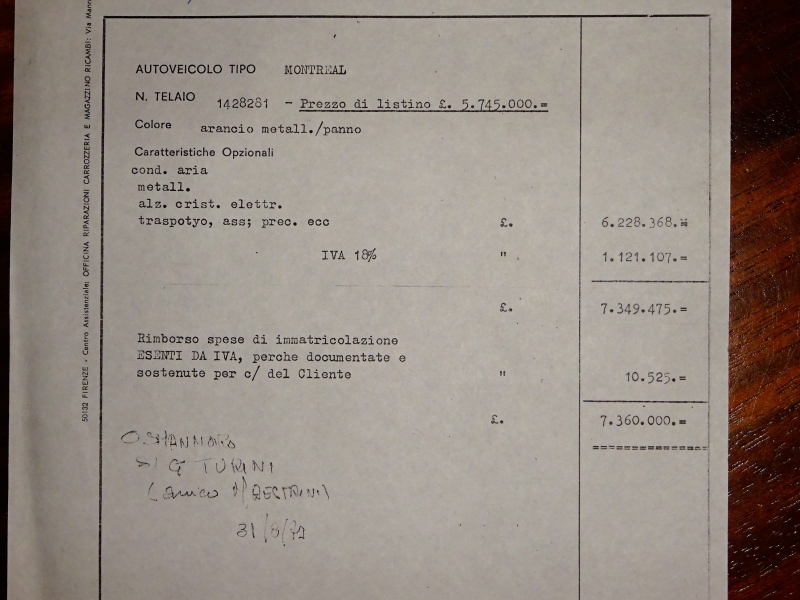 50132 FIRENZE - Centro Assistenziale: OFFICINA RIPARAZIONI CARROZZERIA E MAGAZZINO RICAMBI: Via
AUTOVEICOLO TIPO MONTREAL
N. TELAIO 1428281 - Prezzo di listino £. 5.745.000.=
Colore arancio metall./panno
Caratteristiche Opzionali
cond. aria
metall.
alz. crist. elettr.
traspotyo, ass; prec. ecc £. 6.228.368.=
IVA 18% " 1.121.107.=
£. 7.349.475.=
Rimborso spese di immatricolazione
ESENTI DA IVA, perche documentate e
sostenute per c/ del Cliente " 10.525.=
£. 7.360.000.=
TURINI
(amico